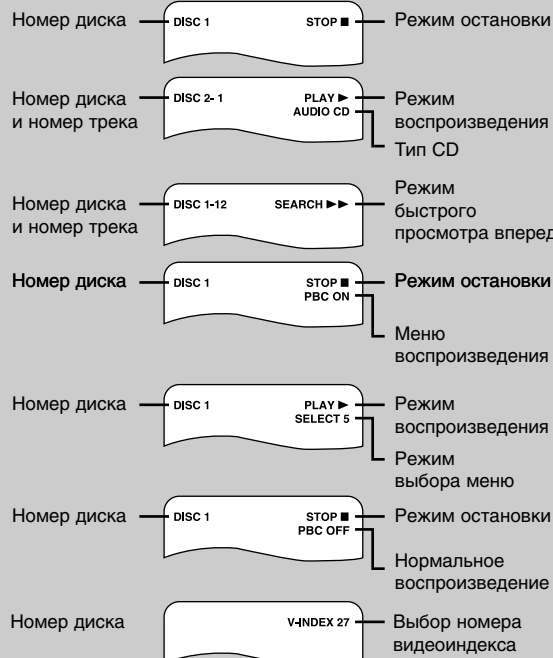 Номер диска DISC 1 STOP ■ Режим остановки
Номер диска DISC 2- 1 PLAY ► Режим
и номер трека AUDIO CD воспроизведения
Тип CD
Режим
Номер диска DISC 1-12 SEARCH ►► быстрого
и номер трека просмотра вперед
Номер диска DISC 1 STOP ■ Режим остановки
PBC ON
Меню
воспроизведения
Номер диска DISC 1 PLAY ► Режим
SELECT 5 воспроизведения
Режим
выбора меню
Номер диска DISC 1 STOP ■ Режим остановки
PBC OFF
Нормальное
воспроизведение
Номер диска V-INDEX 27 Выбор номера
видеоиндекса